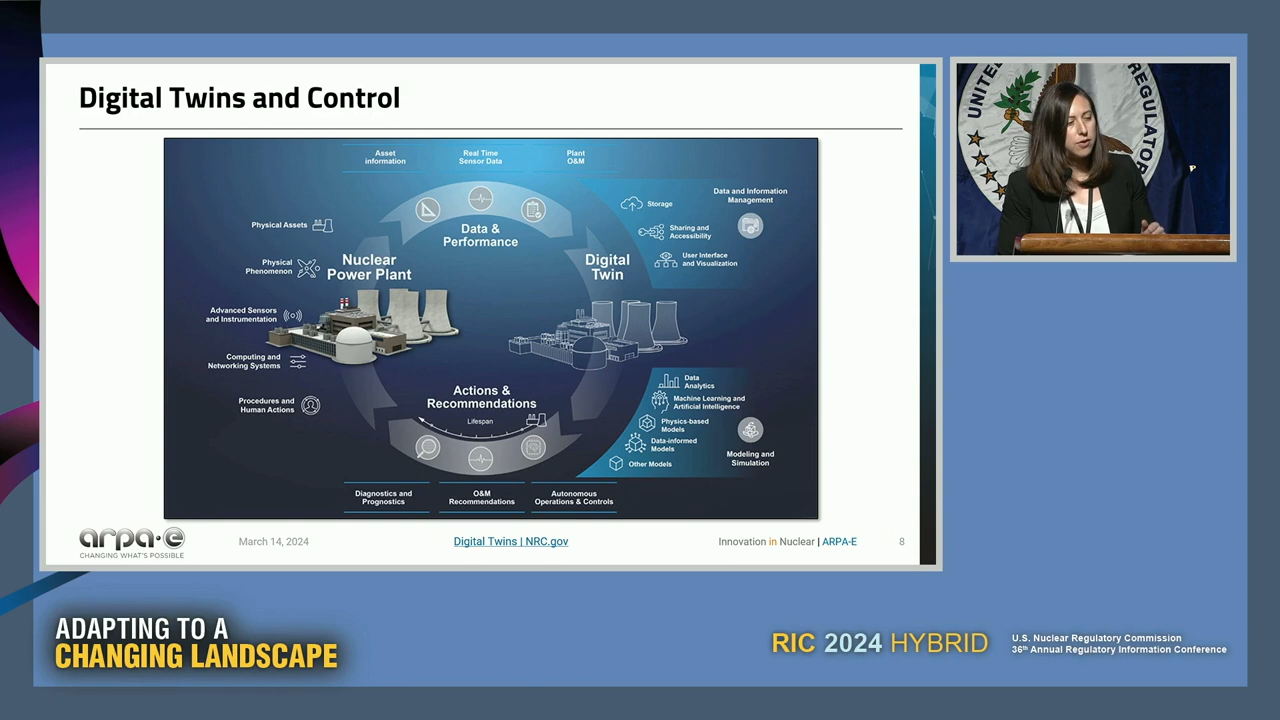 Digital Twins and Control
Asset
information
Real Time
Sensor Data
Plant
O&M
Data &
Performance
Physical Assets
Physical
Phenomenon
Advanced Sensors
and Instrumentation
Computing and
Networking Systems
Procedures and
Human Actions
Nuclear
Power Plant
Digital
Twin
Storage
Sharing and
Accessibility
User Interface
and Visualization
Data and Information
Management
Actions &
Recommendations
Lifespan
Data
Analytics
Machine Learning and
Artificial Intelligence
Physics-based
Models
Data-informed
Models
Other Models
Modeling and
Simulation
Diagnostics and
Prognostics
O&M
Recommendations
Autonomous
Operations & Controls
arpa·e
CHANGING WHAT'S POSSIBLE
March 14, 2024
Digital Twins | NRC.gov
Innovation in Nuclear | ARPA-E
8
UNITE
REGULATOR
ADAPTING TO A
CHANGING LANDSCAPE
RIC 2024 HYBRID
U.S. Nuclear Regulatory Commission
36th Annual Regulatory Information Conference